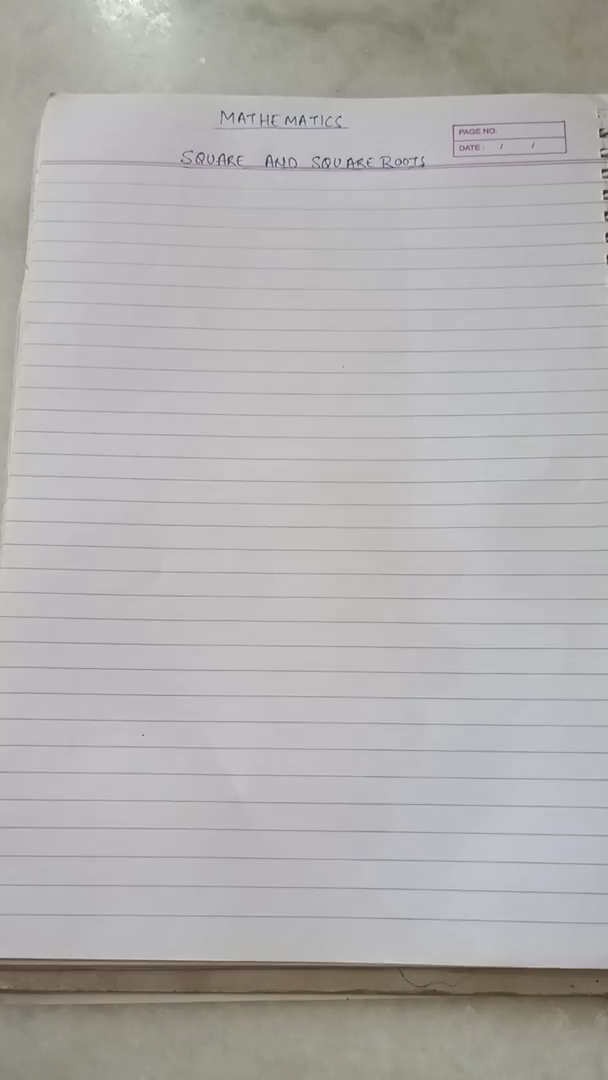 MATHEMATICS
PAGE NO.
DATE : / /
SQUARE AND SQUARE ROOTS